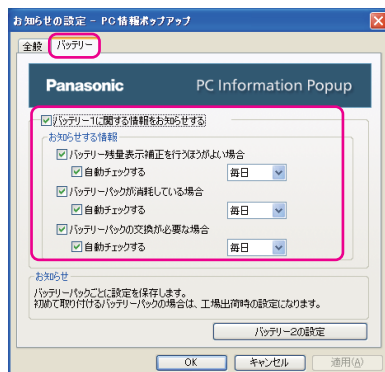 お知らせの設定 - PC情報ポップアップ
全般 バッテリー
Panasonic PC Information Popup
バッテリー1に関する情報をお知らせする
お知らせする情報
バッテリー残量表示補正を行うほうがよい場合
自動チェックする 毎日
バッテリーパックが消耗している場合
自動チェックする 毎日
バッテリーパックの交換が必要な場合
自動チェックする 毎日
お知らせ
バッテリーパックごとに設定を保存します。
初めて取り付けるバッテリーパックの場合は、工場出荷時の設定になります。
バッテリー2の設定
OK キャンセル 適用(A)